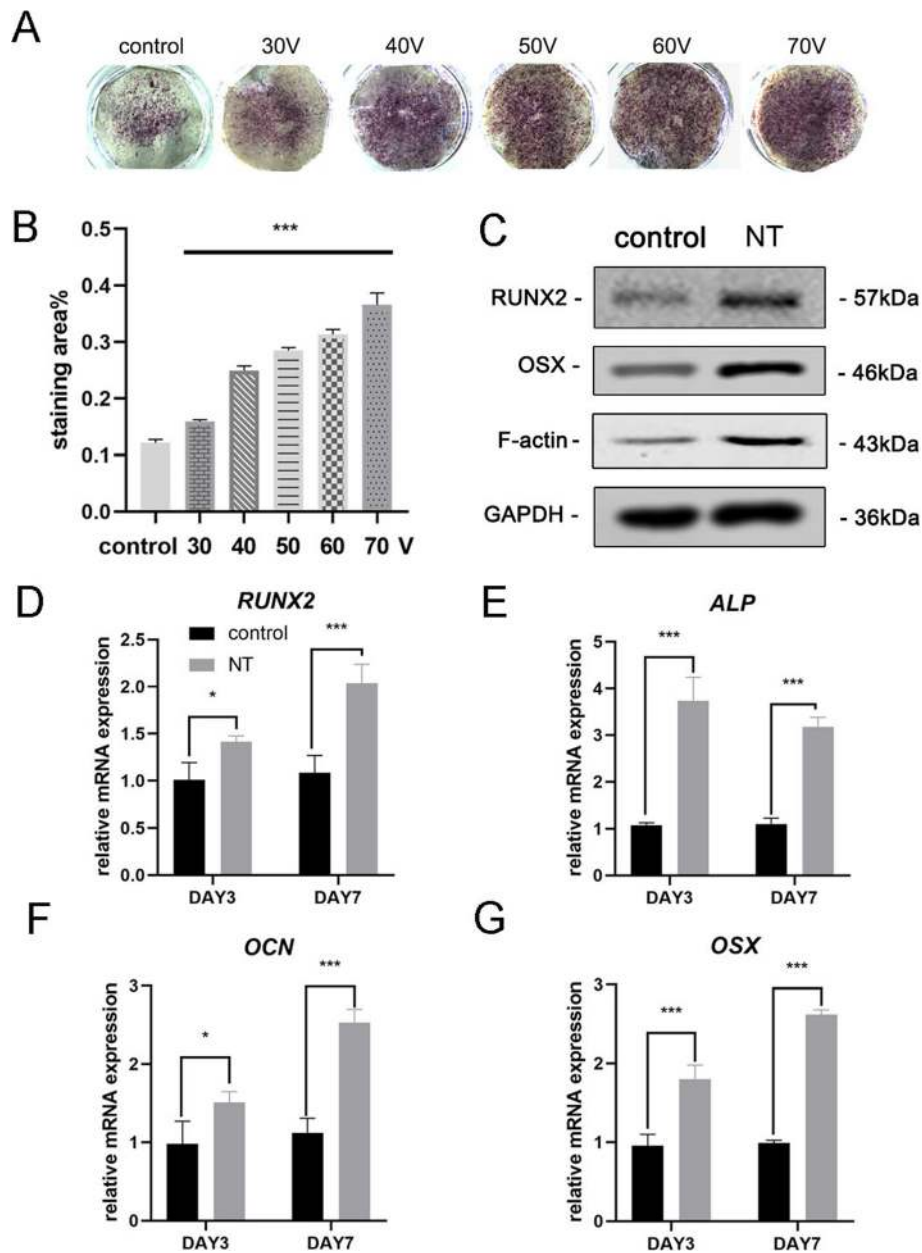 A
control 30V 40V 50V 60V 70V
B
***
staining area%
0.5
0.4
0.3
0.2
0.1
0.0
control 30 40 50 60 70 V
C
control NT
RUNX2 - - 57kDa
OSX - - 46kDa
F-actin - - 43kDa
GAPDH - - 36kDa
D
RUNX2
control
NT
relative mRNA expression
2.5
2.0
1.5
1.0
0.5
0.0
*
***
DAY3 DAY7
E
ALP
relative mRNA expression
5
4
3
2
1
0
***
***
DAY3 DAY7
F
OCN
relative mRNA expression
3
2
1
0
*
***
DAY3 DAY7
G
OSX
relative mRNA expression
3
2
1
0
***
***
DAY3 DAY7